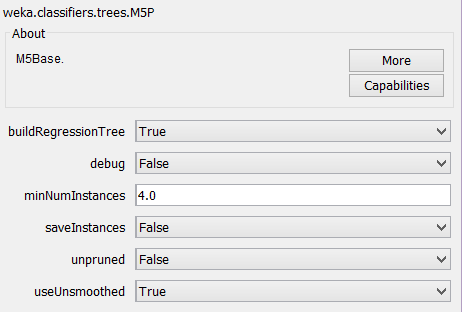 weka.classifiers.trees.M5P
About
M5Base.
More
Capabilities
buildRegressionTree True
debug False
minNumInstances 4.0
saveInstances False
unpruned False
useUnsmoothed True